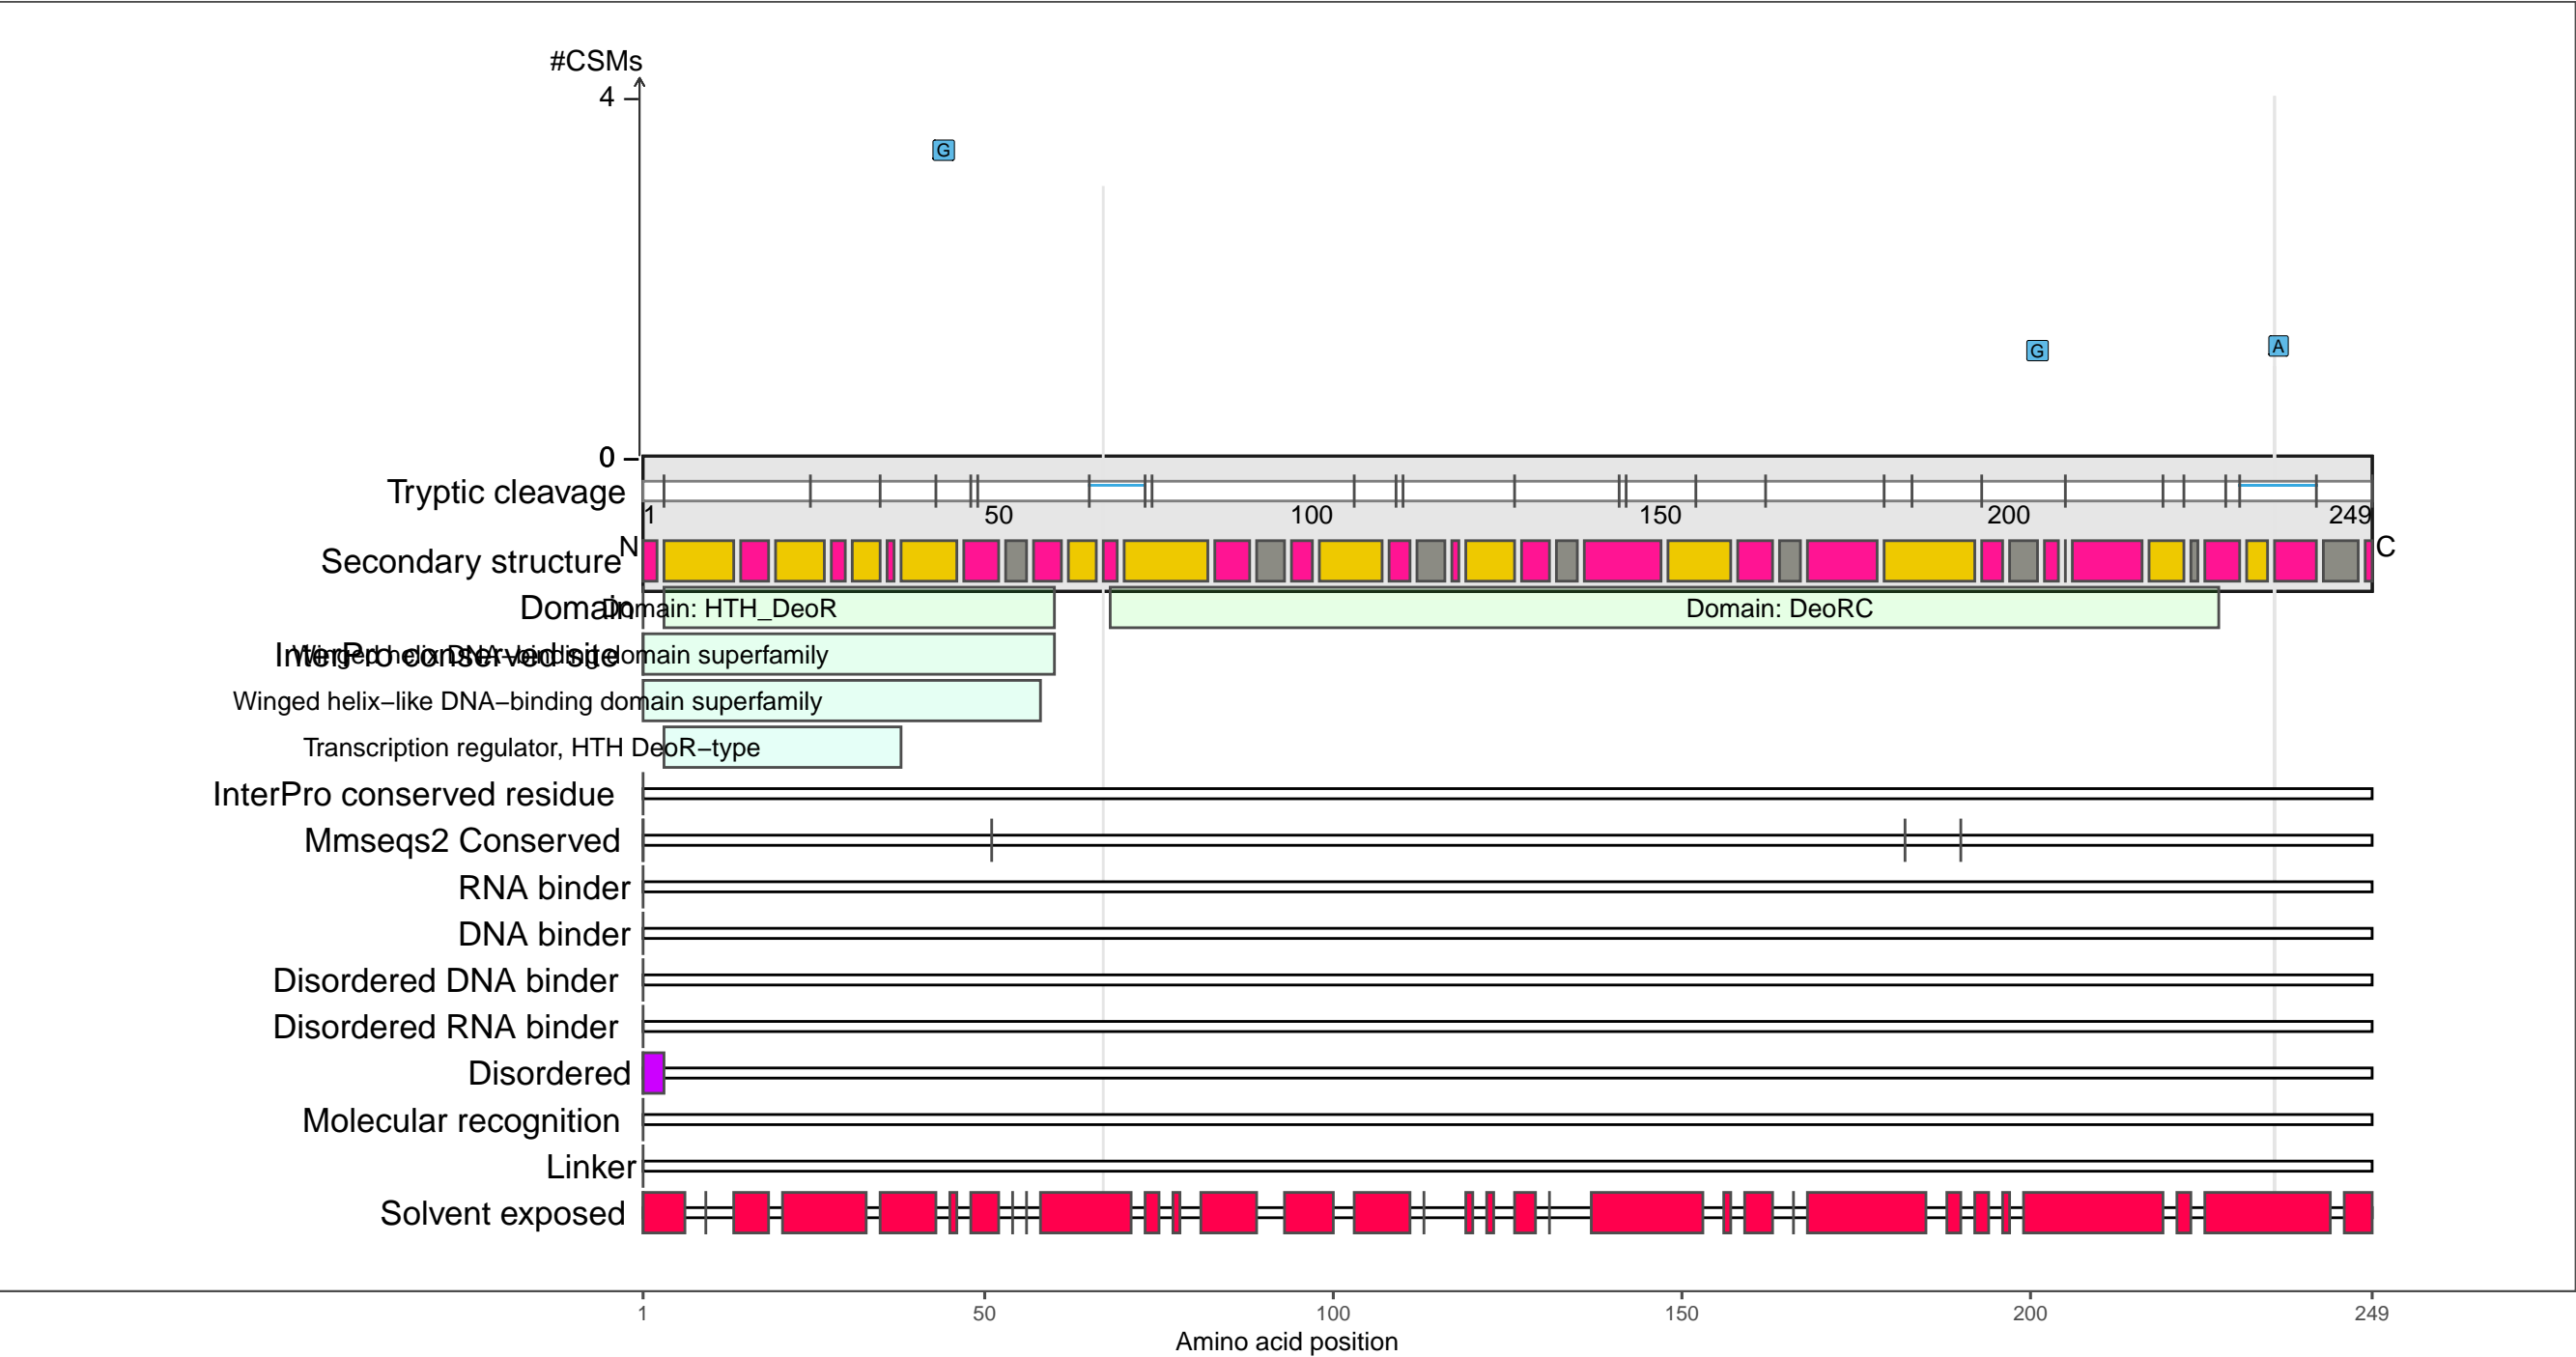 #CSMs
4
G
G
A
0
Tryptic cleavage
1 50 100 150 200 249
N
C
Secondary structure
Domain
Domain: HTH_DeoR
Domain: DeoRC
InterPro conserved site
Winged helix DNA−binding domain superfamily
Winged helix−like DNA−binding domain superfamily
Transcription regulator, HTH DeoR−type
InterPro conserved residue
Mmseqs2 Conserved
RNA binder
DNA binder
Disordered DNA binder
Disordered RNA binder
Disordered
Molecular recognition
Linker
Solvent exposed
1 50 100 150 200 249
Amino acid position